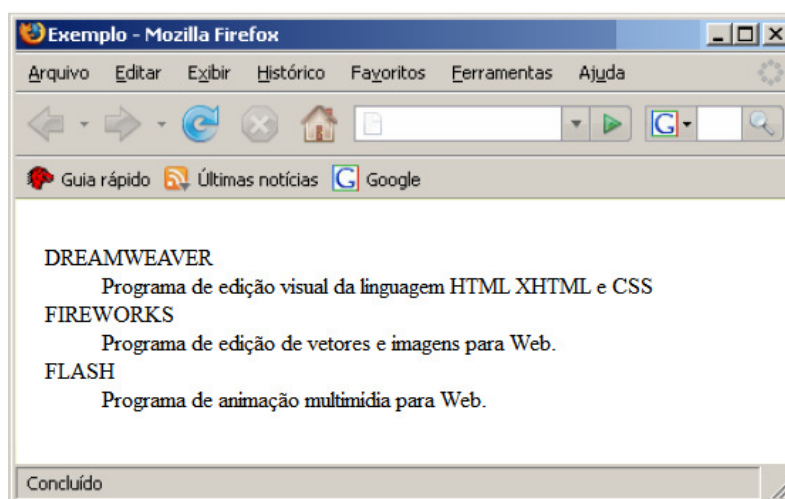 Exemplo - Mozilla Firefox
Arquivo Editar Exibir Histórico Favoritos Ferramentas Ajuda
G
Guia rápido Últimas notícias G Google
DREAMWEAVER
Programa de edição visual da linguagem HTML XHTML e CSS
FIREWORKS
Programa de edição de vetores e imagens para Web.
FLASH
Programa de animação multimidia para Web.
Concluído